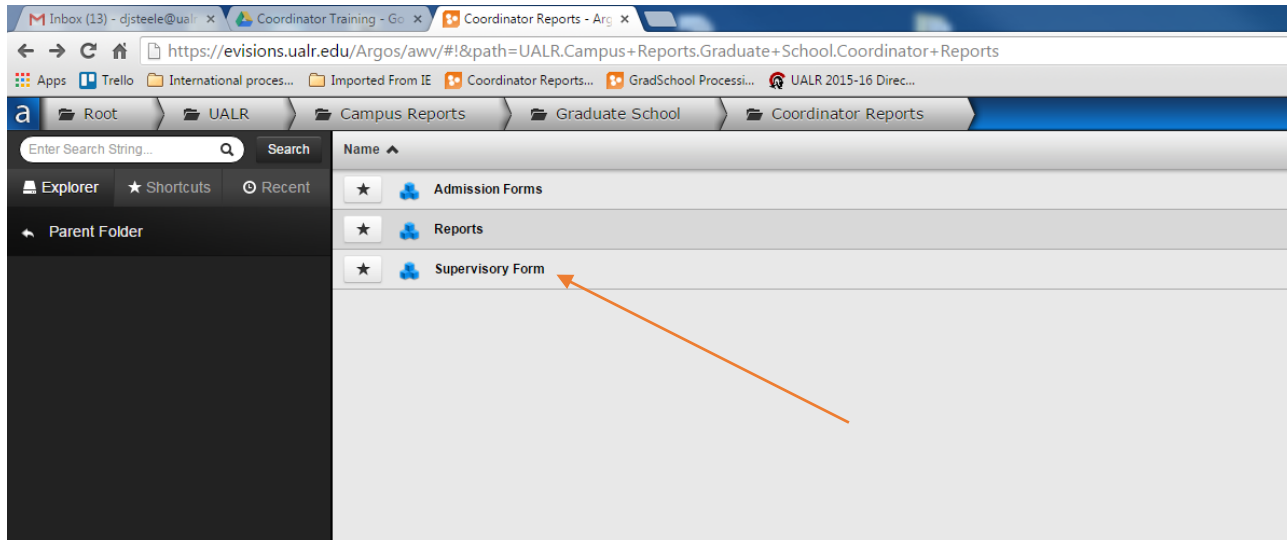 Inbox (13) - djsteele@ualr Coordinator Training - Go Coordinator Reports - Arg
https://evisions.ualr.edu/Argos/awv/#!&path=UALR.Campus+Reports.Graduate+School.Coordinator+Reports
Apps Trello International proces... Imported From IE Coordinator Reports... GradSchool Processi... UALR 2015-16 Direc...
a Root UALR Campus Reports Graduate School Coordinator Reports
Enter Search String... Search Name
Explorer Shortcuts Recent Admission Forms
Parent Folder Reports
Supervisory Form